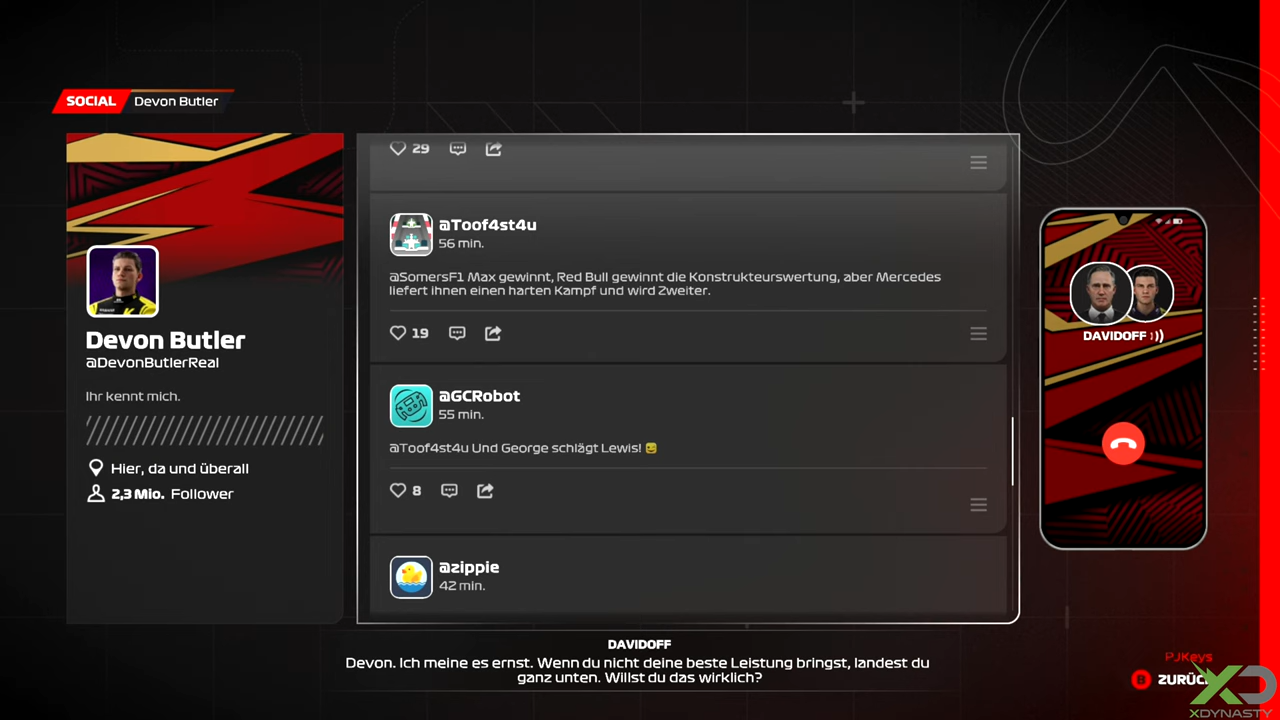 SOCIAL Devon Butler
Devon Butler
@DevonButlerReal
Ihr kennt mich.
Hier, da und überall
2,3 Mio. Follower
29
@Toof4st4u
56 min.
@SomersF1 Max gewinnt, Red Bull gewinnt die Konstrukteurswertung, aber Mercedes
liefert ihnen einen harten Kampf und wird Zweiter.
19
@GCRobot
55 min.
@Toof4st4u Und George schlägt Lewis!
8
@zippie
42 min.
DAVIDOFF
DAVIDOFF
Devon. Ich meine es ernst. Wenn du nicht deine beste Leistung bringst, landest du
ganz unten. Willst du das wirklich?
PJKeys
B ZURÜC
XD
XDYNASTY